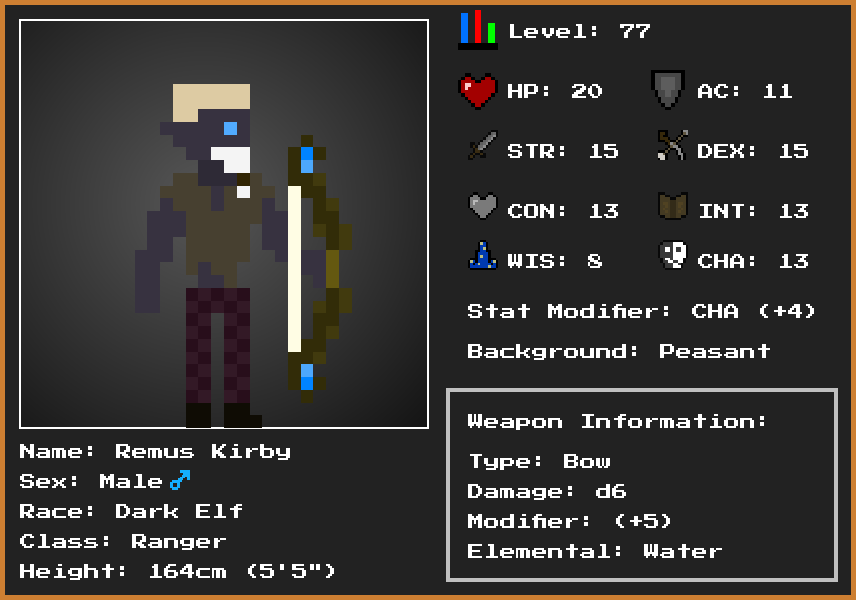 Level: 77
HP: 20
AC: 11
STR: 15
DEX: 15
CON: 13
INT: 13
WIS: 8
CHA: 13
Stat Modifier: CHA (+4)
Background: Peasant
Weapon Information:
Type: Bow
Damage: d6
Modifier: (+5)
Elemental: Water
Name: Remus Kirby
Sex: Male ♂
Race: Dark Elf
Class: Ranger
Height: 164cm (5'5")